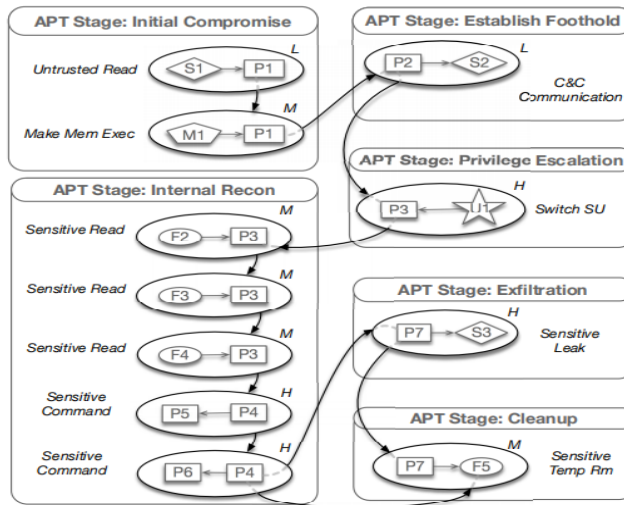 APT Stage: Initial Compromise
L
Untrusted Read
S1
P1
M
Make Mem Exec
M1
P1
APT Stage: Establish Foothold
L
P2
S2
C&C
Communication
APT Stage: Privilege Escalation
H
P3
U1
Switch SU
APT Stage: Internal Recon
M
Sensitive Read
F2
P3
M
Sensitive Read
F3
P3
M
Sensitive Read
F4
P3
H
Sensitive
Command
P5
P4
H
Sensitive
Command
P6
P4
APT Stage: Exfiltration
H
P7
S3
Sensitive
Leak
APT Stage: Cleanup
M
P7
F5
Sensitive
Temp Rm